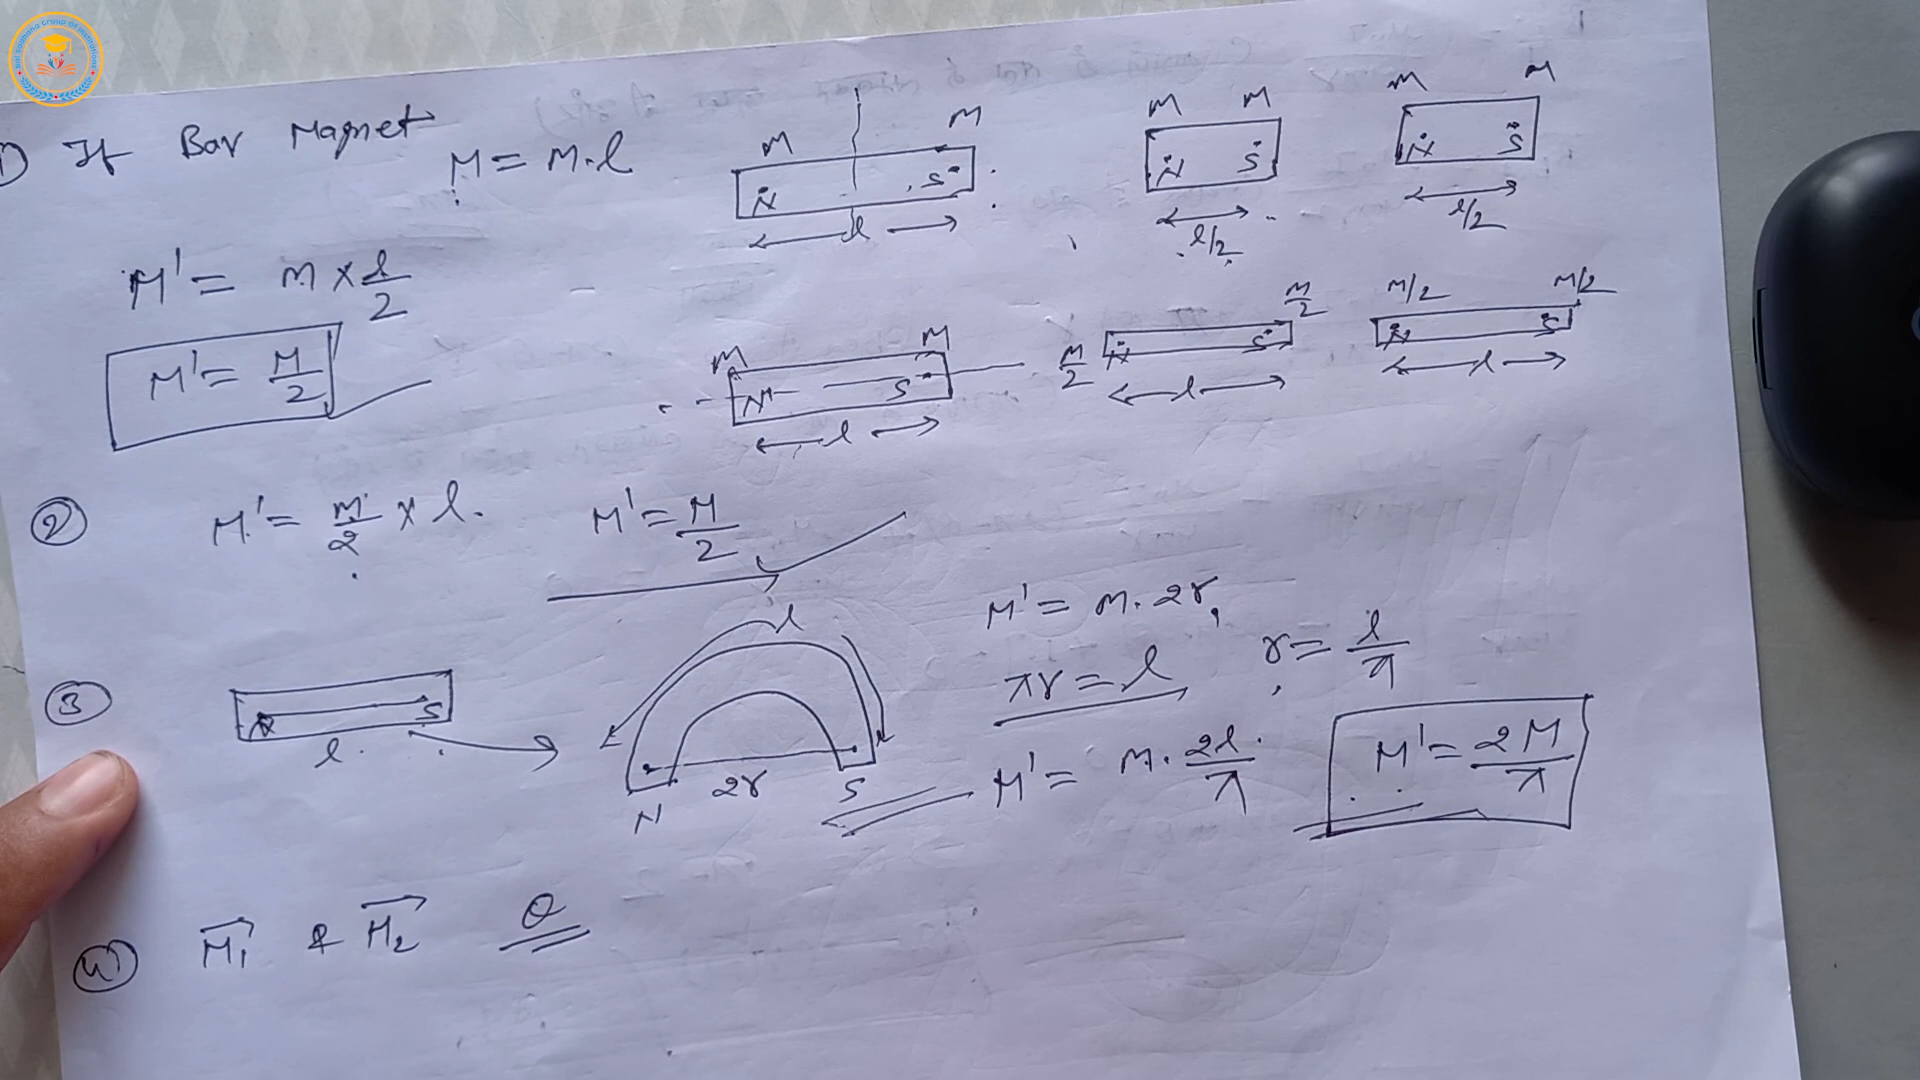 1) If Bar Magnet M = m.l
M M
N S
l
M M
N S
l/2
M M
N S
l/2
M' = m × l/2
M' = M/2
M M
N S
l
M/2 M/2
N S
l
M/2 M/2
N S
l
2) M' = m/2 × l. M' = M/2
3) N S
l
l
N 2r S
M' = m. 2r,
πr = l r = l/π
M' = m. 2l/π M' = 2M/π
4) M₁ & M₂ θ